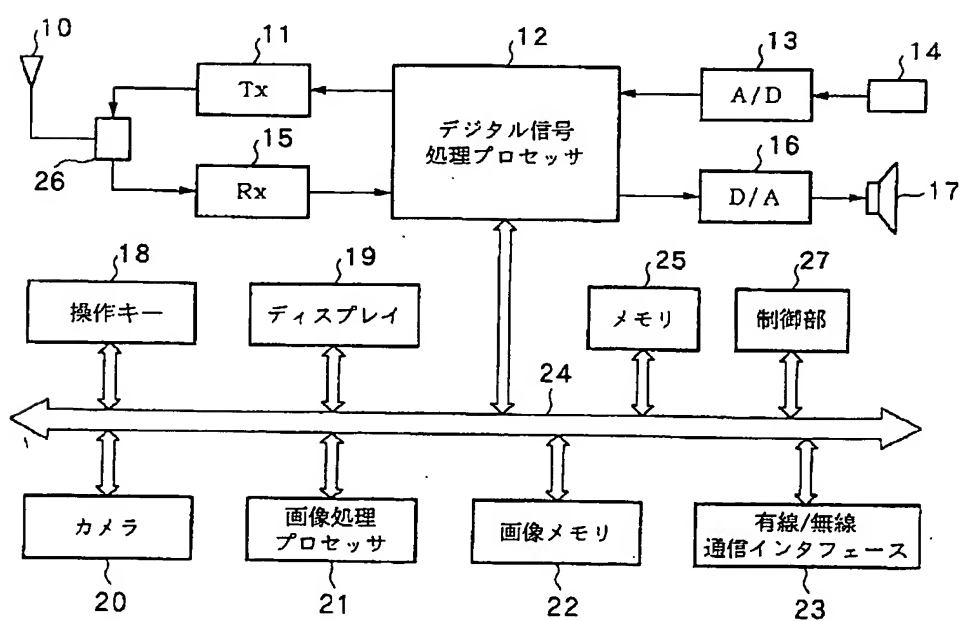 10
11
12
13
14
Tx
A/D
デジタル信号
処理プロセッサ
26
15
16
17
Rx
D/A
18
19
25
27
操作キー
ディスプレイ
メモリ
制御部
24
カメラ
画像処理
プロセッサ
画像メモリ
有線/無線
通信インタフェース
20
21
22
23